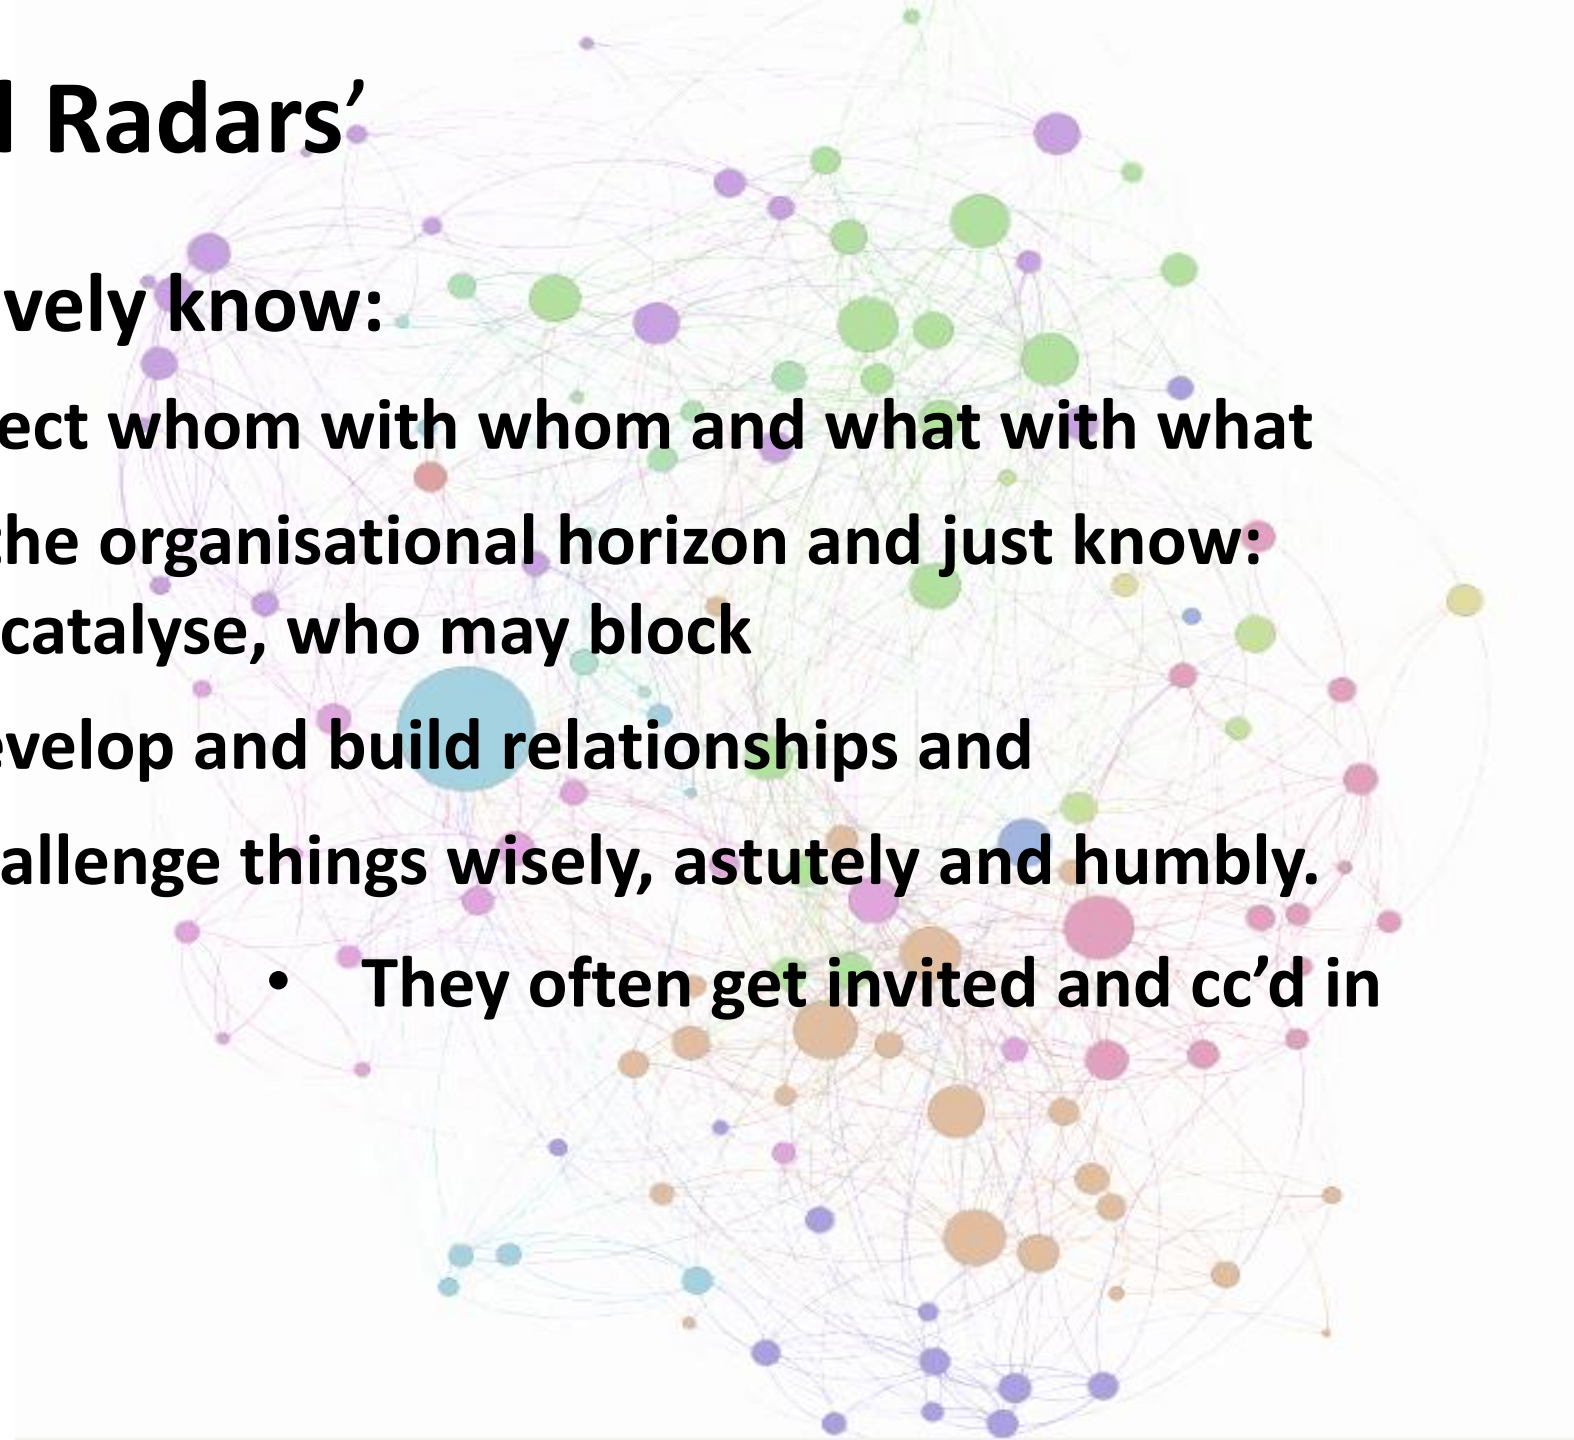 l Radars’
vely know:
ect whom with whom and what with what
the organisational horizon and just know:
catalyse, who may block
evelop and build relationships and
allenge things wisely, astutely and humbly.
• They often get invited and cc’d in